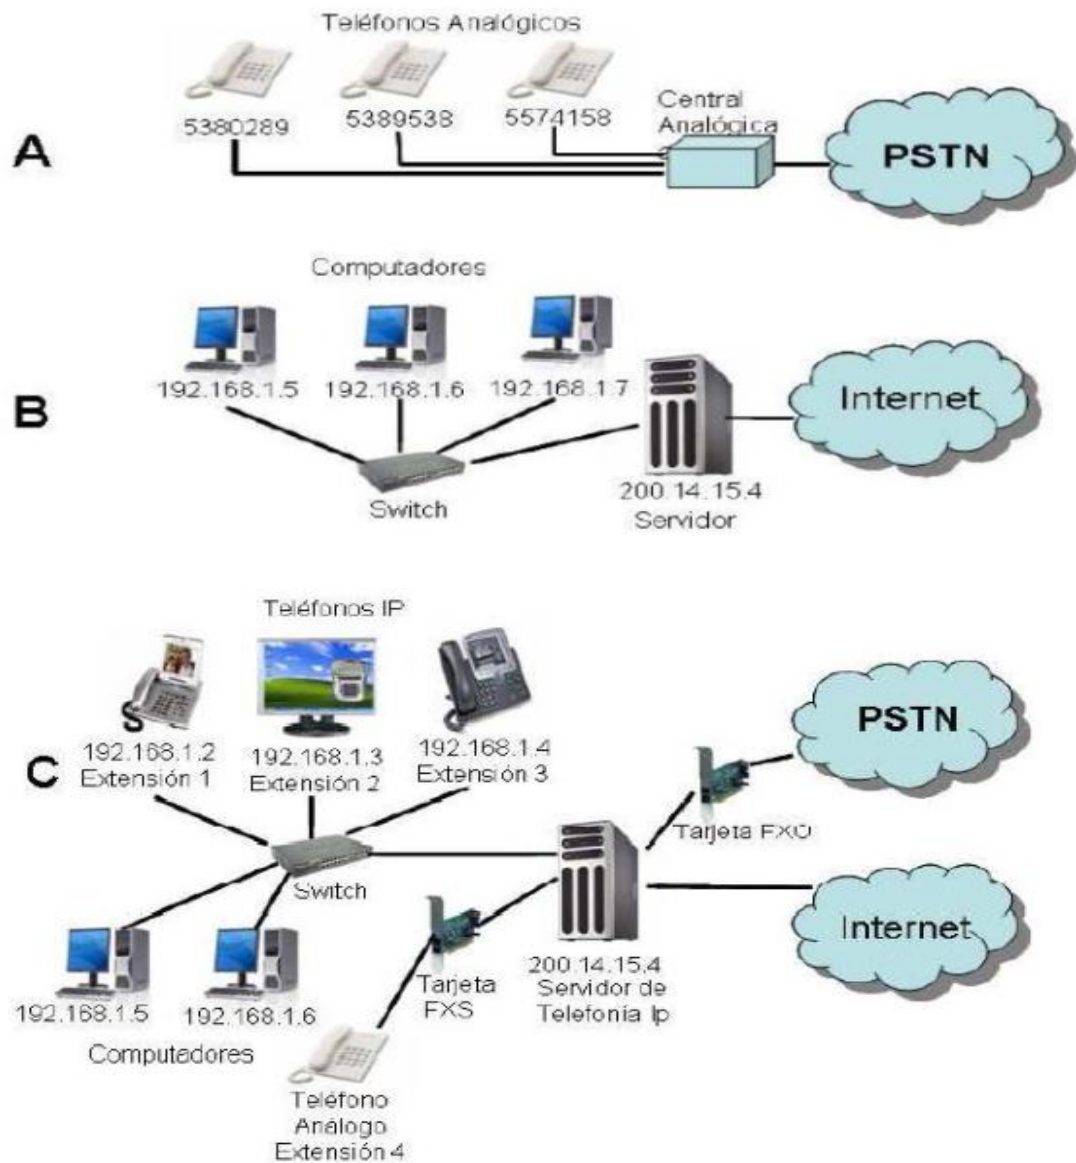 Teléfonos Analógicos
5380289
5389538
5574158
Central
Analógica
A
PSTN
Computadores
192.168.1.5
192.168.1.6
192.168.1.7
B
Internet
Switch
200.14.15.4
Servidor
Teléfonos IP
192.168.1.2
Extensión 1
192.168.1.3
Extensión 2
192.168.1.4
Extensión 3
C
PSTN
Tarjeta FXO
Switch
Internet
Tarjeta
FXS
200.14.15.4
Servidor de
Telefonía Ip
192.168.1.5
192.168.1.6
Computadores
Teléfono
Análogo
Extensión 4